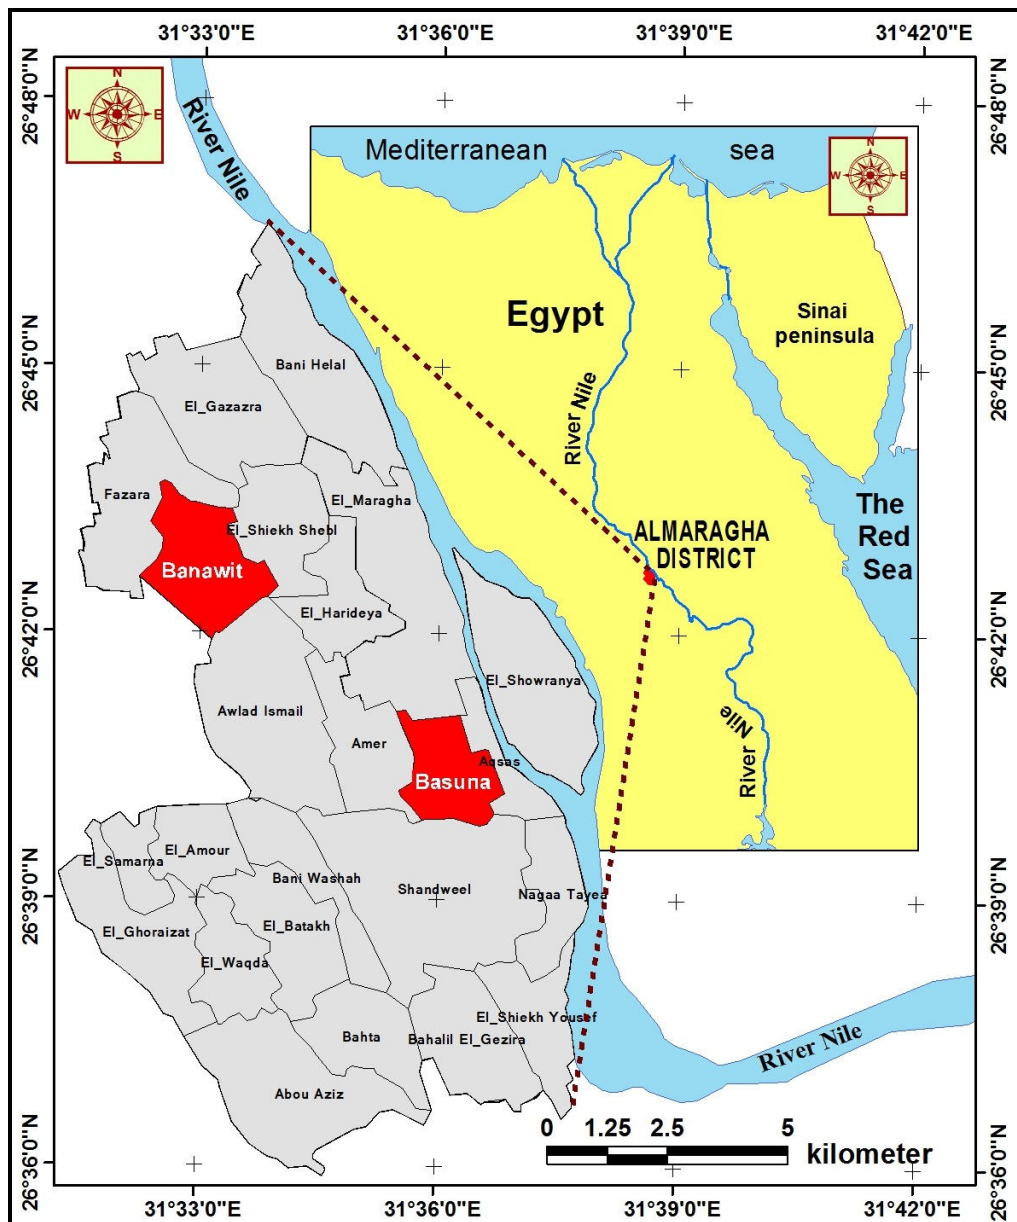 31°33'0"E
31°36'0"E
31°39'0"E
31°42'0"E
26°48'0"N
26°45'0"N
26°42'0"N
26°39'0"N
26°36'0"N
26°48'0"N
26°45'0"N
26°42'0"N
26°39'0"N
26°36'0"N
N
W
E
S
River Nile
Mediterranean sea
N
W
E
S
Egypt
Sinai
peninsula
River Nile
The
Red
Sea
ALMARAGHA
DISTRICT
River Nile
Bani Helal
El_Gazazra
Fazara
El_Maragha
El_Shiekh Shebl
Banawit
El_Harideya
El_Showranya
Awlad Ismail
Amer
Aqsas
Basuna
El_Samarna
El_Amour
Bani Washah
Shandweel
Nagaa Tayea
El_Ghoraizat
El_Batakh
El_Waqda
El_Shiekh Yousef
Bahta
Bahalil El_Gezira
Abou Aziz
River Nile
0
1.25
2.5
5
kilometer
31°33'0"E
31°36'0"E
31°39'0"E
31°42'0"E